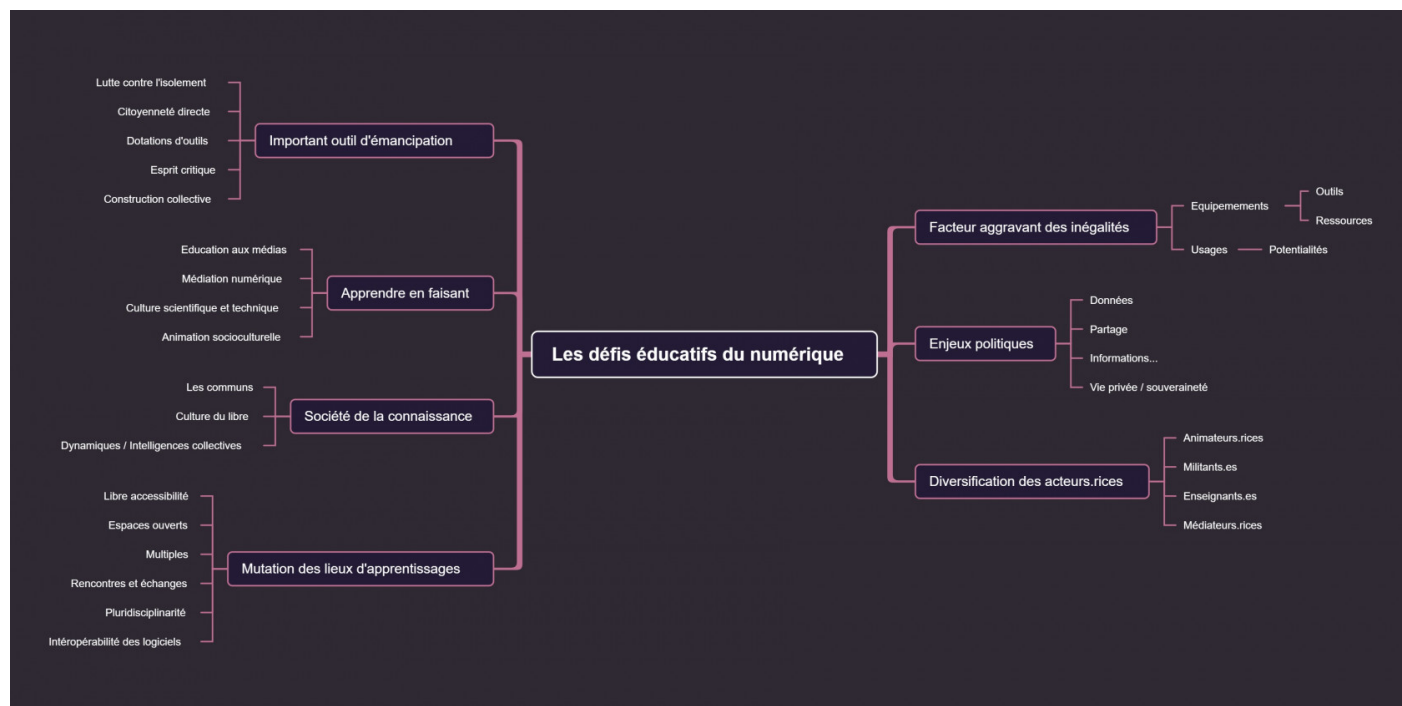 Les défis éducatifs du numérique
Important outil d'émancipation
Lutte contre l'isolement
Citoyenneté directe
Dotations d'outils
Esprit critique
Construction collective
Apprendre en faisant
Education aux médias
Médiation numérique
Culture scientifique et technique
Animation socioculturelle
Société de la connaissance
Les communs
Culture du libre
Dynamiques / Intelligences collectives
Mutation des lieux d'apprentissages
Libre accessibilité
Espaces ouverts
Multiples
Rencontres et échanges
Pluridisciplinarité
Intéropérabilité des logiciels
Facteur aggravant des inégalités
Equipemements
Outils
Ressources
Usages
Potentialités
Enjeux politiques
Données
Partage
Informations...
Vie privée / souveraineté
Diversification des acteurs.rices
Animateurs.rices
Militants.es
Enseignants.es
Médiateurs.rices